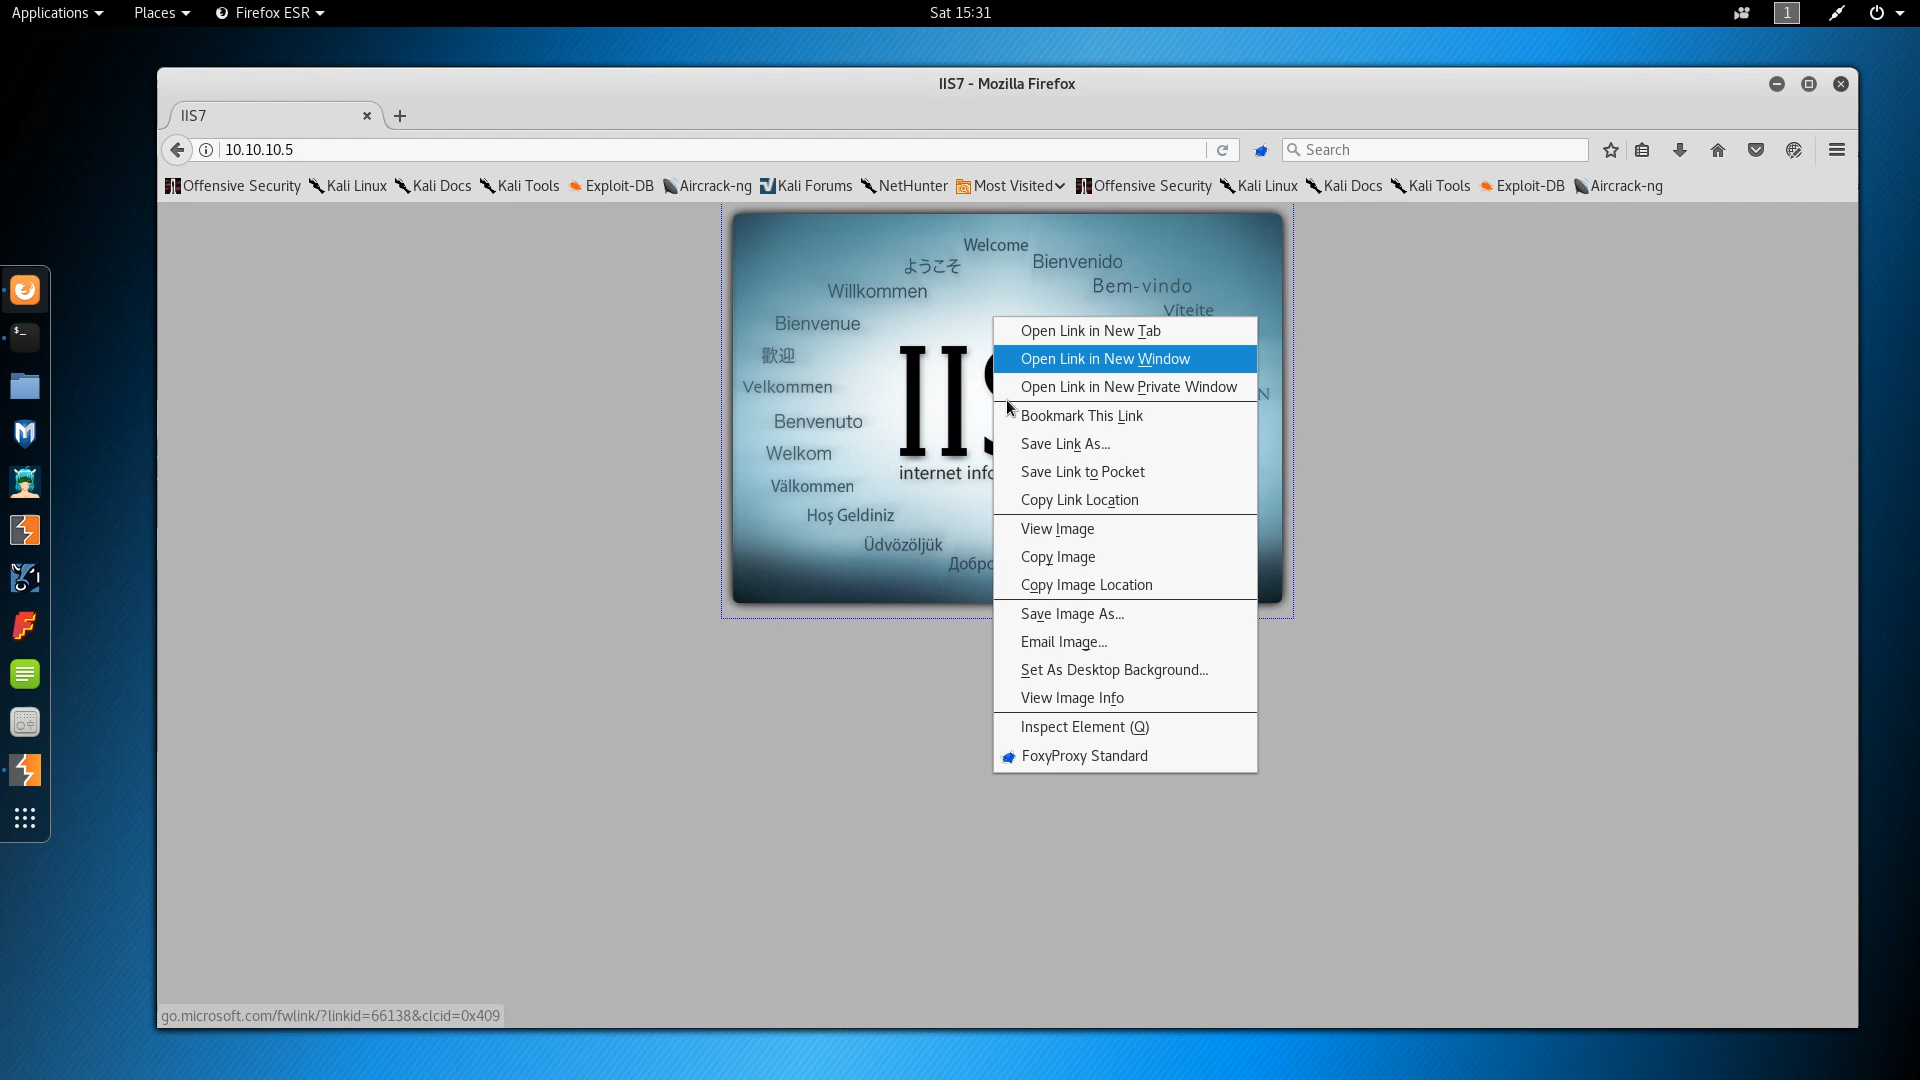 Applications Places Firefox ESR Sat 15:31 1
IIS7 - Mozilla Firefox
IIS7
10.10.10.5 Search
Offensive Security Kali Linux Kali Docs Kali Tools Exploit-DB Aircrack-ng Kali Forums NetHunter Most Visited Offensive Security Kali Linux Kali Docs Kali Tools Exploit-DB Aircrack-ng
Welcome
ようこそ
Bienvenido
Willkommen
Bem-vindo
Vítejte
Bienvenue
歡迎
Velkommen
Benvenuto
Welkom
Välkommen
Hoş Geldiniz
Üdvözöljük
IIS
internet info
Open Link in New Tab
Open Link in New Window
Open Link in New Private Window
Bookmark This Link
Save Link As...
Save Link to Pocket
Copy Link Location
View Image
Copy Image
Copy Image Location
Save Image As...
Email Image...
Set As Desktop Background...
View Image Info
Inspect Element (Q)
FoxyProxy Standard
go.microsoft.com/fwlink/?linkid=66138&clcid=0x409